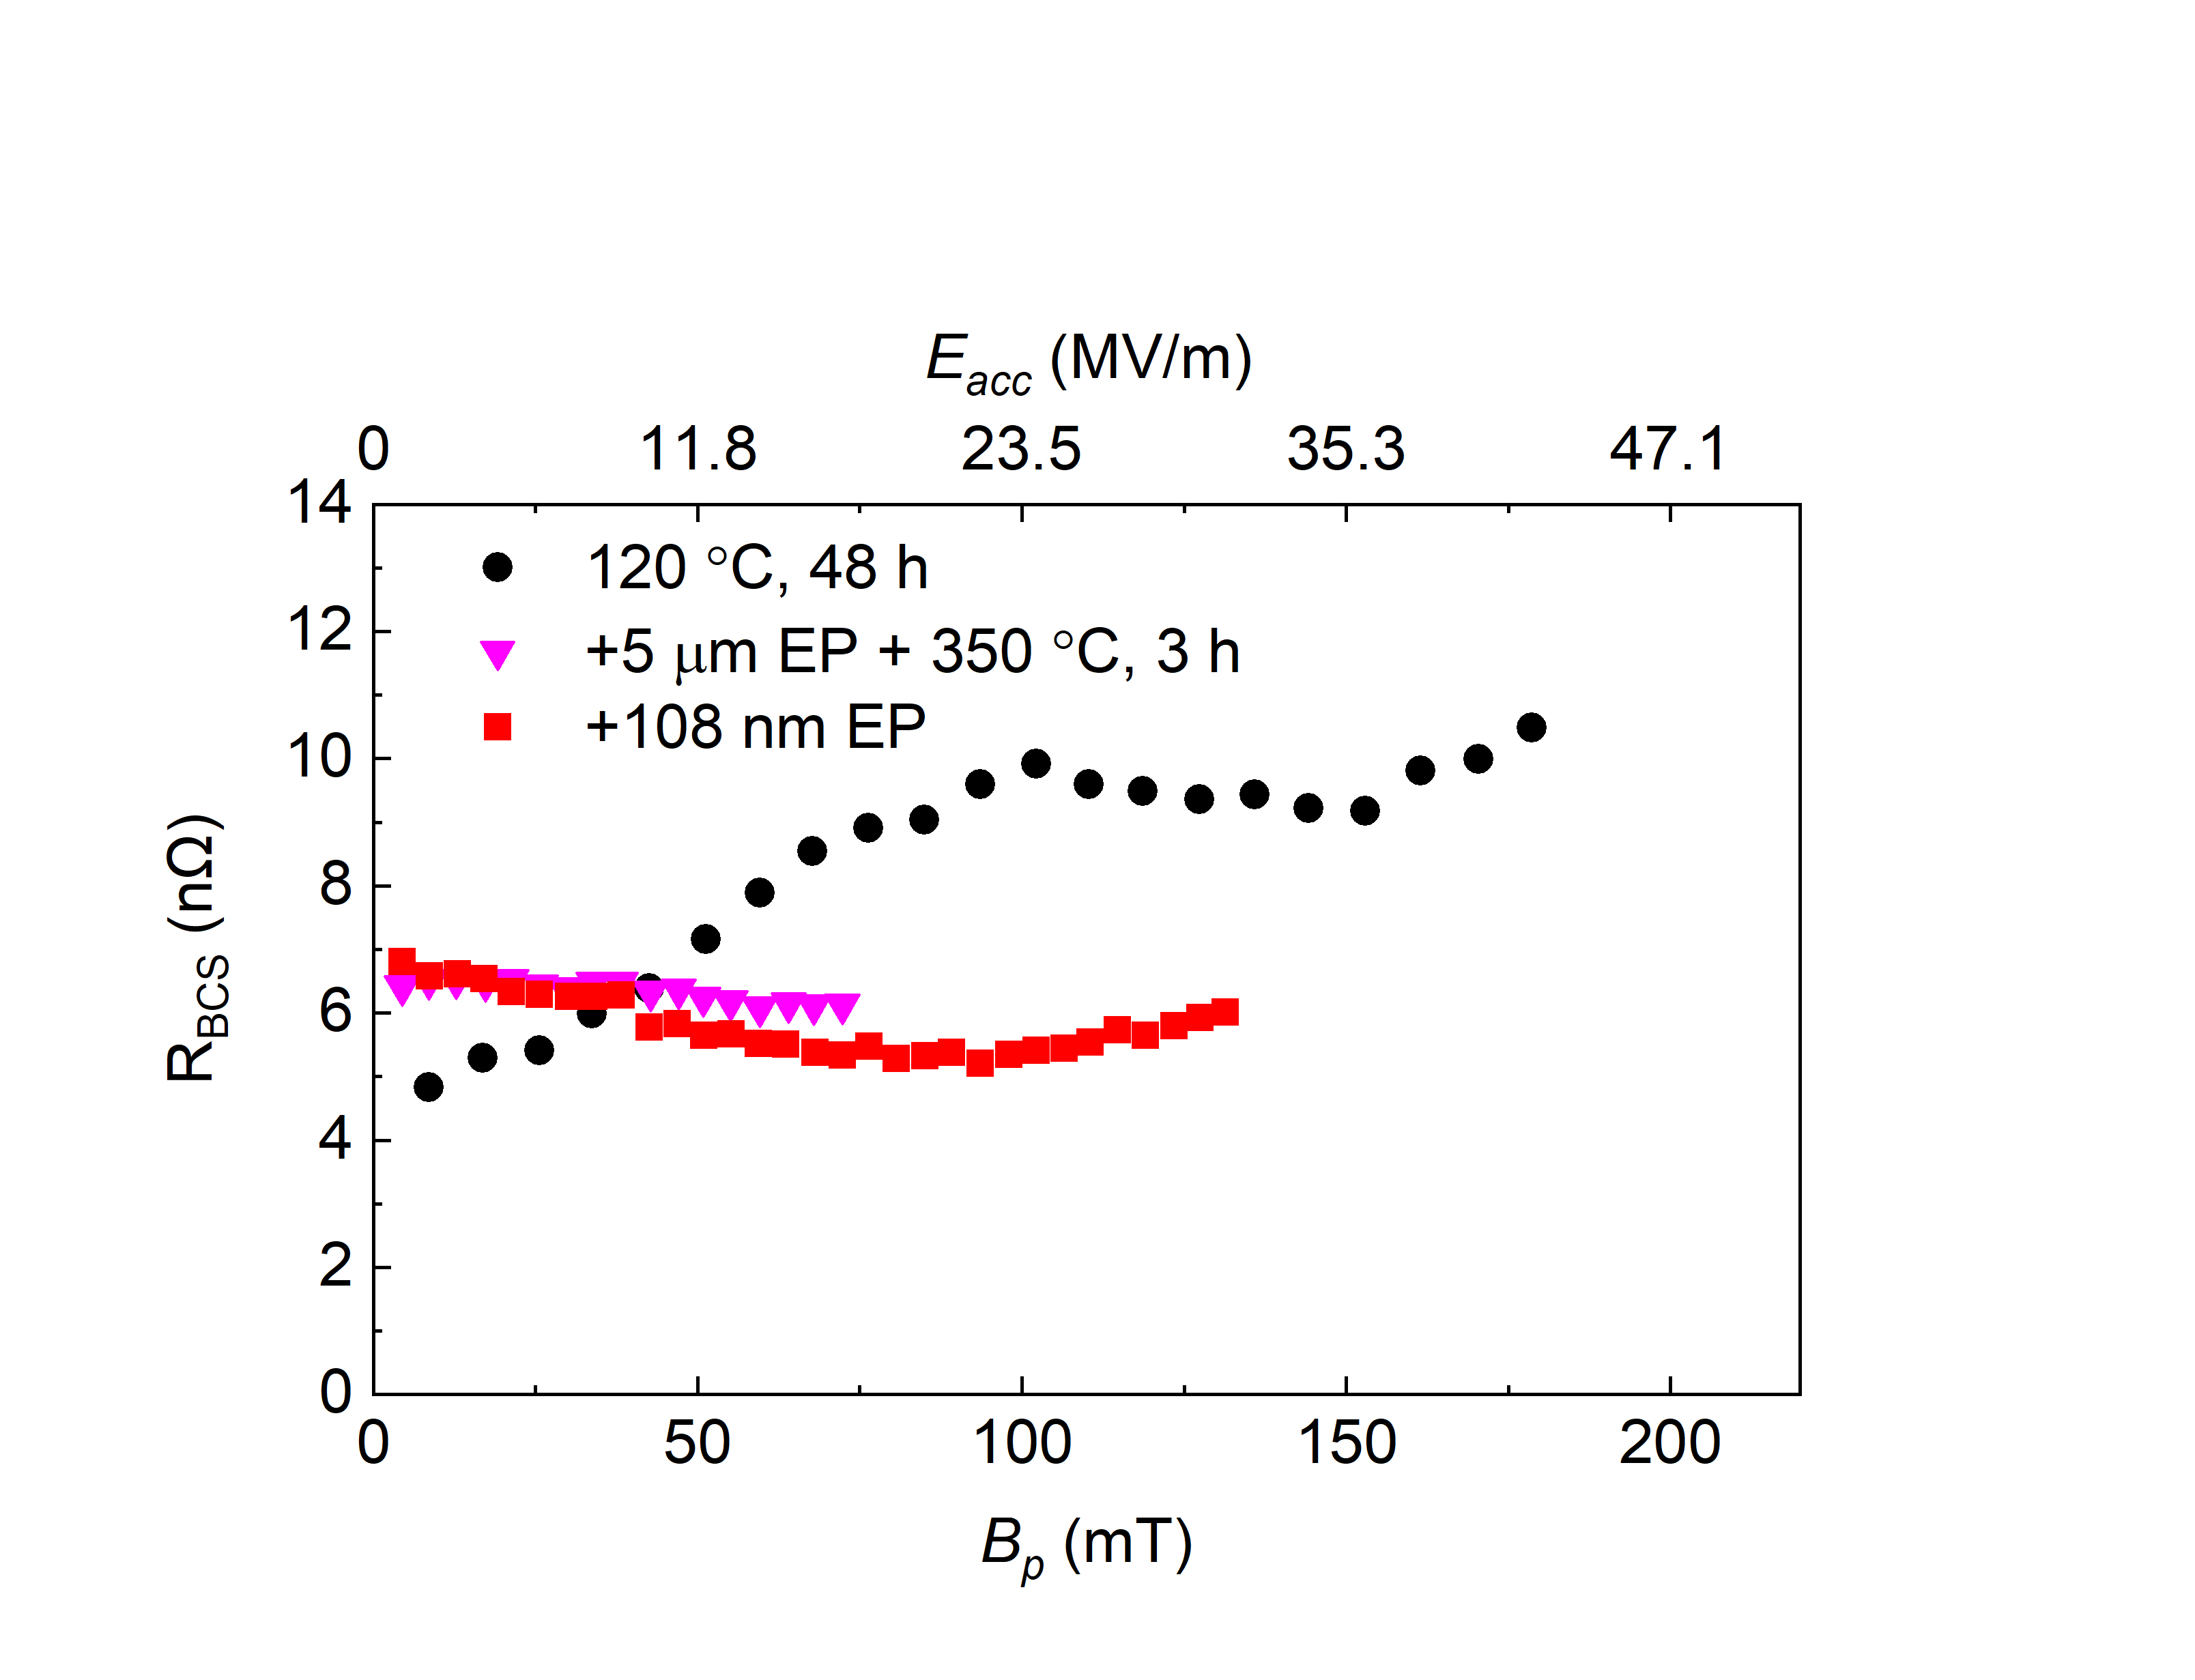 E_acc (MV/m)
0 11.8 23.5 35.3 47.1
14
12
10
8
6
4
2
0
R_BCS (nΩ)
120 °C, 48 h
+5 μm EP + 350 °C, 3 h
+108 nm EP
0 50 100 150 200
B_p (mT)